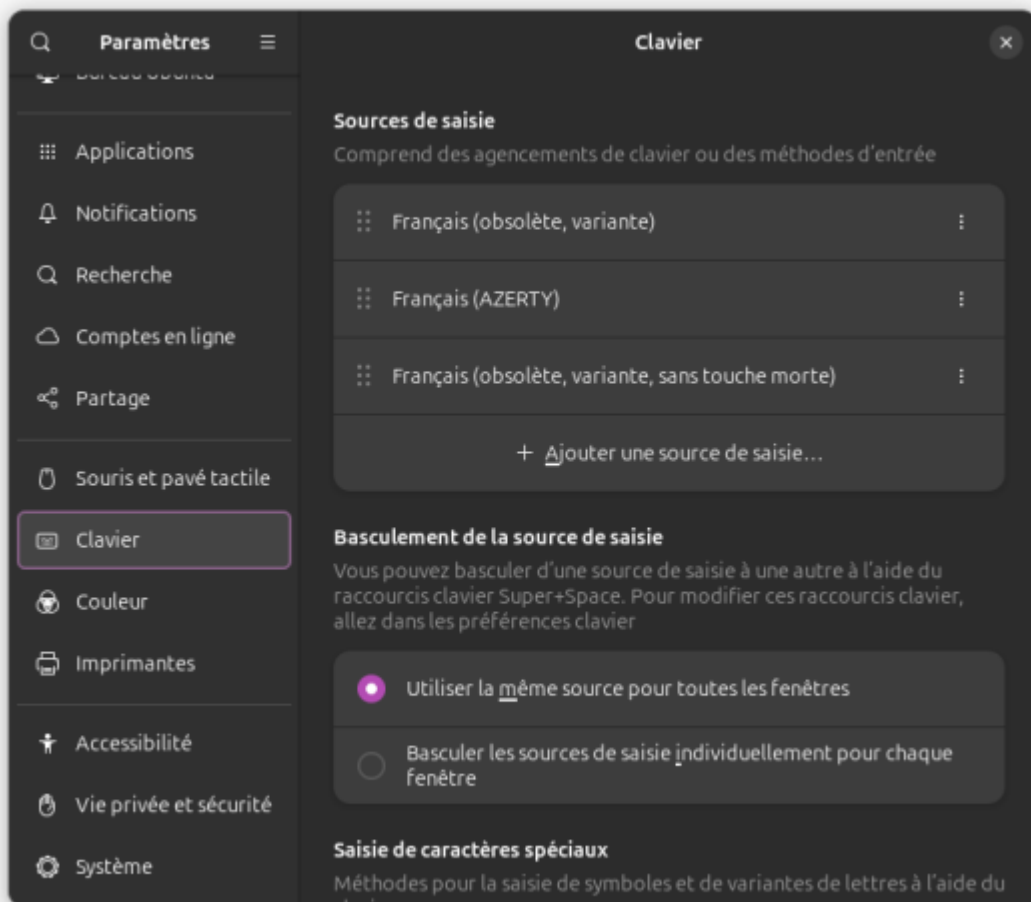 Paramètres
Clavier
Applications
Notifications
Recherche
Comptes en ligne
Partage
Souris et pavé tactile
Clavier
Couleur
Imprimantes
Accessibilité
Vie privée et sécurité
Système
Sources de saisie
Comprend des agencements de clavier ou des méthodes d'entrée
Français (obsolète, variante)
Français (AZERTY)
Français (obsolète, variante, sans touche morte)
+ Ajouter une source de saisie...
Basculement de la source de saisie
Vous pouvez basculer d'une source de saisie à une autre à l'aide du
raccourcis clavier Super+Space. Pour modifier ces raccourcis clavier,
allez dans les préférences clavier
Utiliser la même source pour toutes les fenêtres
Basculer les sources de saisie individuellement pour chaque
fenêtre
Saisie de caractères spéciaux
Méthodes pour la saisie de symboles et de variantes de lettres à l'aide du